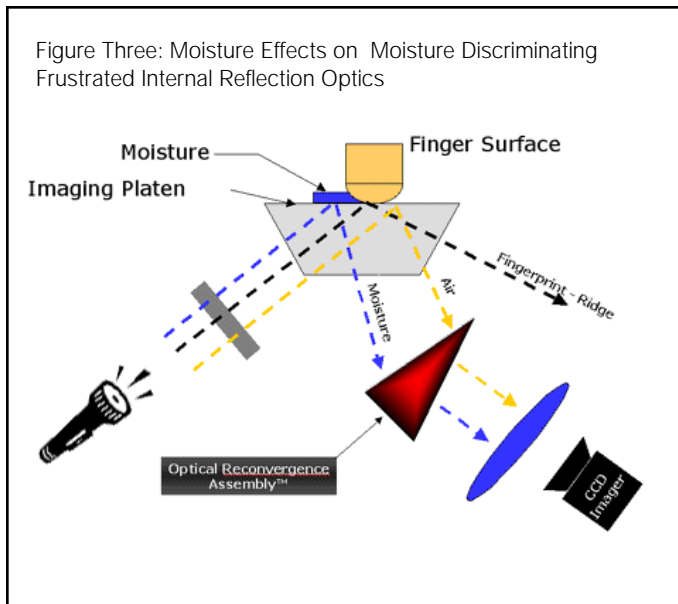 Figure Three: Moisture Effects on  Moisture Discriminating
Frustrated Internal Reflection Optics
Moisture
Finger Surface
Imaging Platen
Fingerprint - Ridge
Air
Moisture
Optical Reconvergence
Assembly™
CCD
Imager